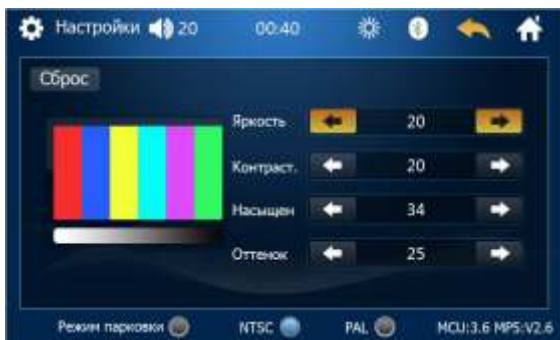 Настройки 20 00:40
Сброс
Яркость 20
Контраст. 20
Насыщен 34
Оттенок 25
Режим парковки NTSC PAL MCU:3.6 MP5:V2.6